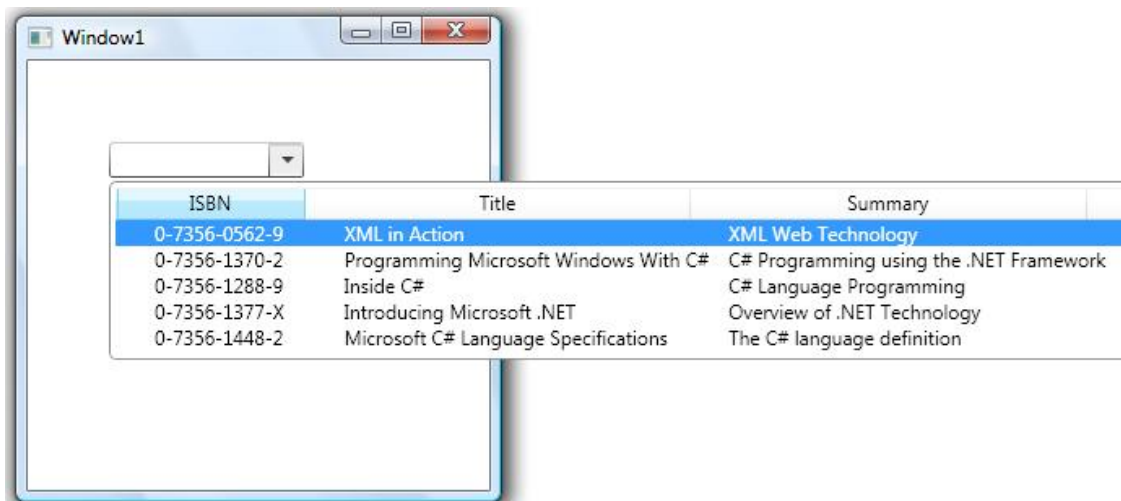 Window1
ISBN Title Summary
0-7356-0562-9 XML in Action XML Web Technology
0-7356-1370-2 Programming Microsoft Windows With C# C# Programming using the .NET Framework
0-7356-1288-9 Inside C# C# Language Programming
0-7356-1377-X Introducing Microsoft .NET Overview of .NET Technology
0-7356-1448-2 Microsoft C# Language Specifications The C# language definition